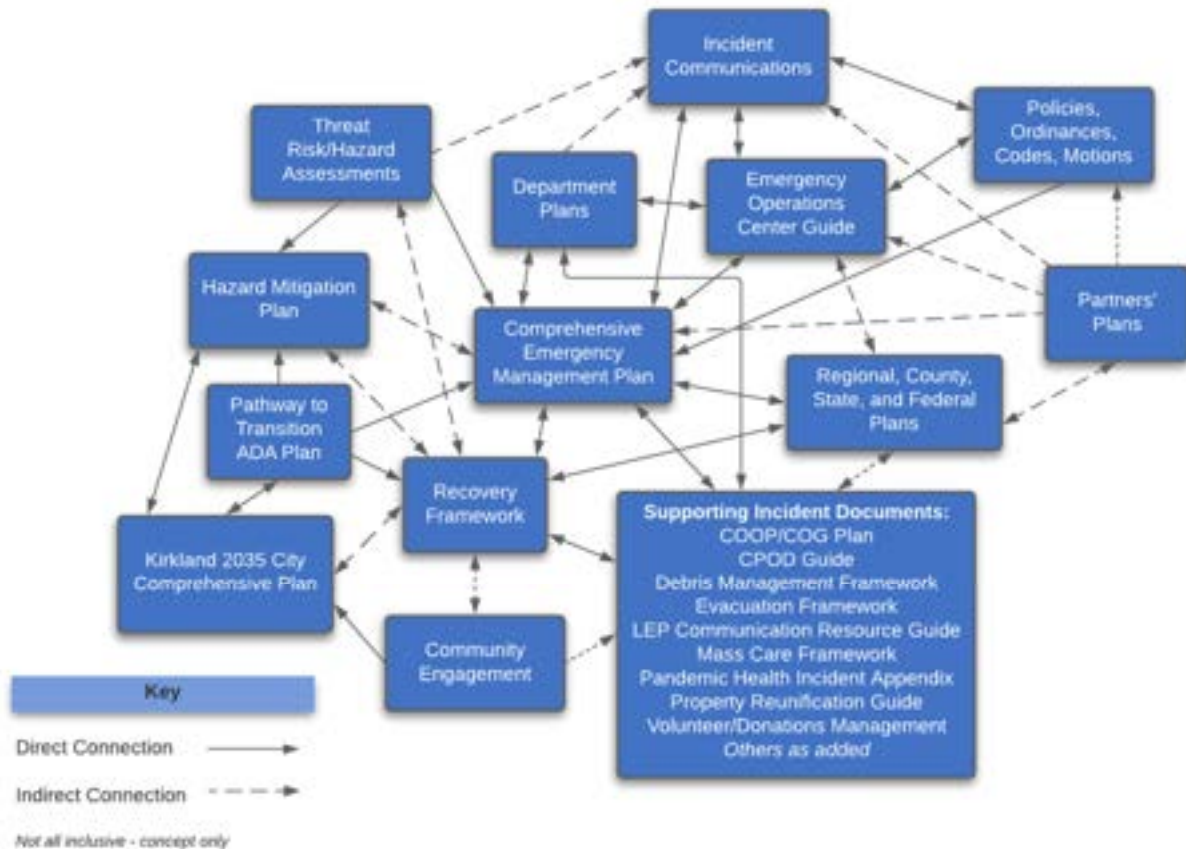 Incident
Communications
Policies,
Ordinances,
Codes, Motions
Threat
Risk/Hazard
Assessments
Department
Plans
Emergency
Operations
Center Guide
Hazard Mitigation
Plan
Partners'
Plans
Comprehensive
Emergency
Management Plan
Regional, County,
State, and Federal
Plans
Pathway to
Transition
ADA Plan
Recovery
Framework
Kirkland 2035 City
Comprehensive Plan
Supporting Incident Documents:
COOP/COG Plan
CPOD Guide
Debris Management Framework
Evacuation Framework
LEP Communication Resource Guide
Mass Care Framework
Pandemic Health Incident Appendix
Property Reunification Guide
Volunteer/Donations Management
Others as added
Community
Engagement
Key
Direct Connection
Indirect Connection
Not all inclusive - concept only